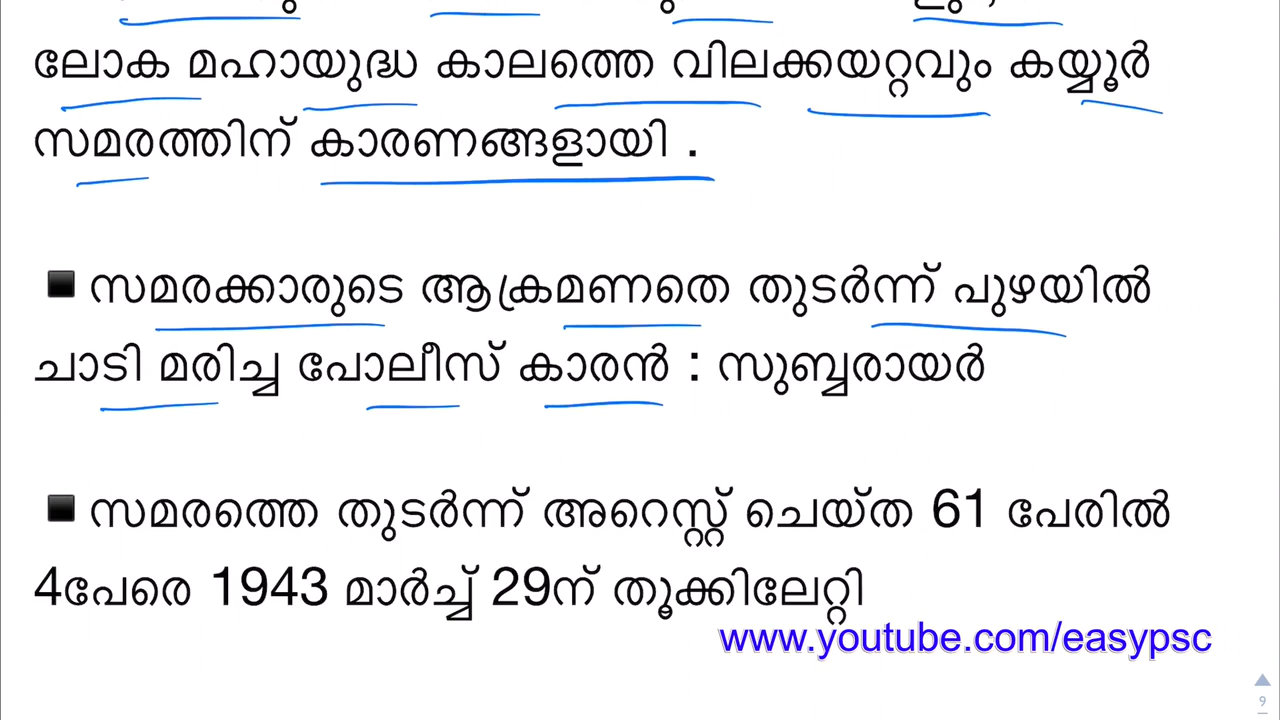 ലോക മഹായുദ്ധ കാലത്തെ വിലക്കയറ്റവും കയ്യൂർ
സമരത്തിന് കാരണങ്ങളായി .
▪️സമരക്കാരുടെ ആക്രമണതെ തുടർന്ന് പുഴയിൽ
ചാടി മരിച്ച പോലീസ് കാരൻ : സുബ്ബരായർ
▪️സമരത്തെ തുടർന്ന് അറെസ്റ്റ് ചെയ്ത 61 പേരിൽ
4പേരെ 1943 മാർച്ച് 29ന് തൂക്കിലേറ്റി
www.youtube.com/easypsc
9